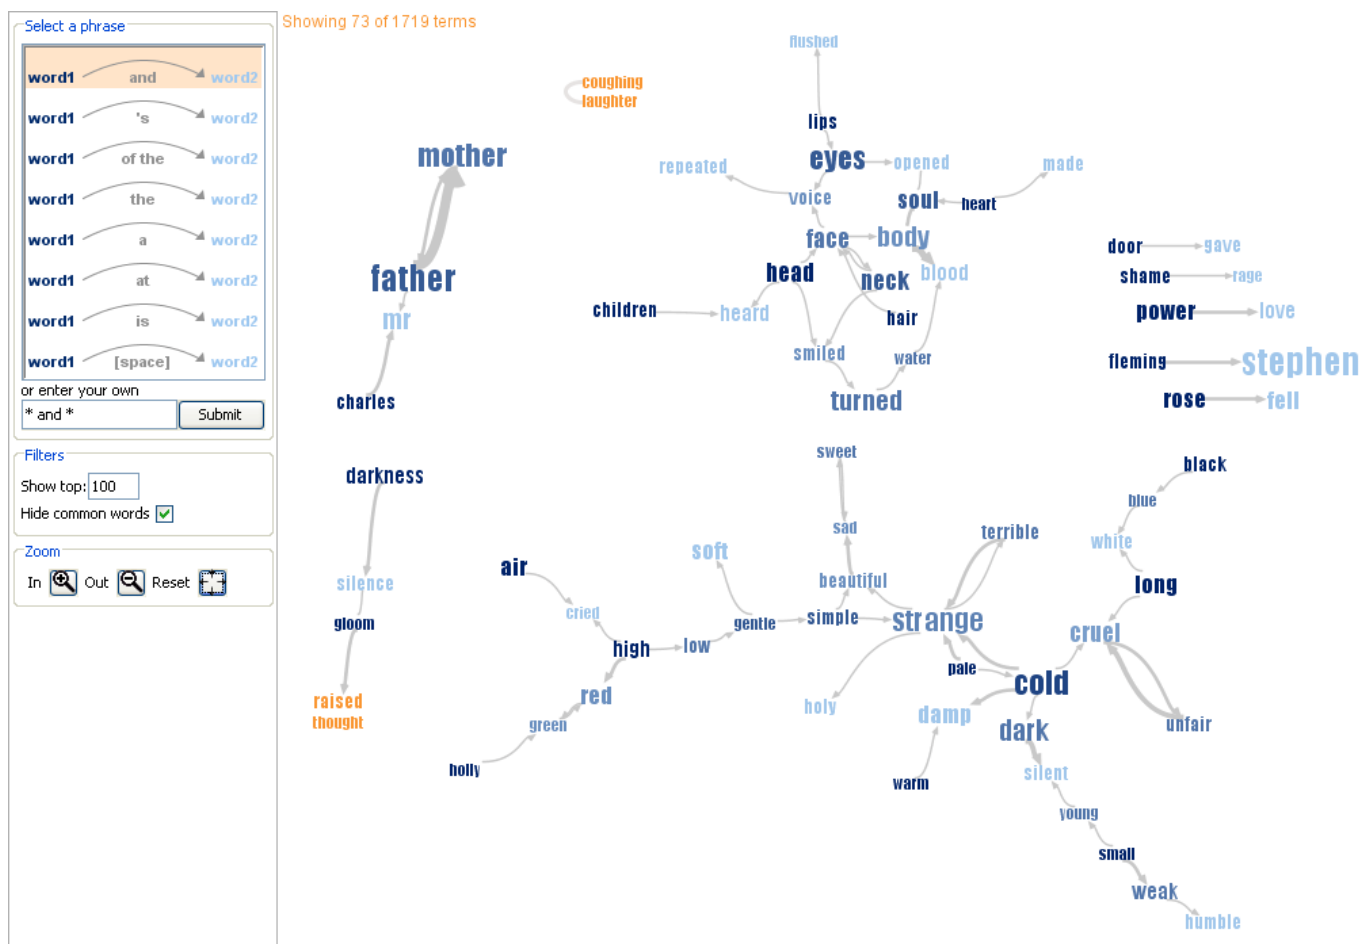 Select a phrase
word1 and word2
word1 's word2
word1 of the word2
word1 the word2
word1 a word2
word1 at word2
word1 is word2
word1 [space] word2
or enter your own
* and *
Submit
Filters
Show top: 100
Hide common words
Zoom
In Out Reset
Showing 73 of 1719 terms
flushed
coughing
laughter
lips
mother
eyes
opened
repeated
made
voice
soul
heart
face
body
door gave
father
head
neck
blood
shame rage
children
heard
hair
power love
mr
smiled
water
fleming stephen
charles
turned
rose fell
darkness
sweet
black
blue
sad
terrible
white
soft
air
silence
beautiful
long
cried
gloom
gentle
simple
strange
cruel
high
low
pale
cold
raised
thought
red
holy
damp
green
dark
unfair
holly
warm
silent
young
small
weak
humble